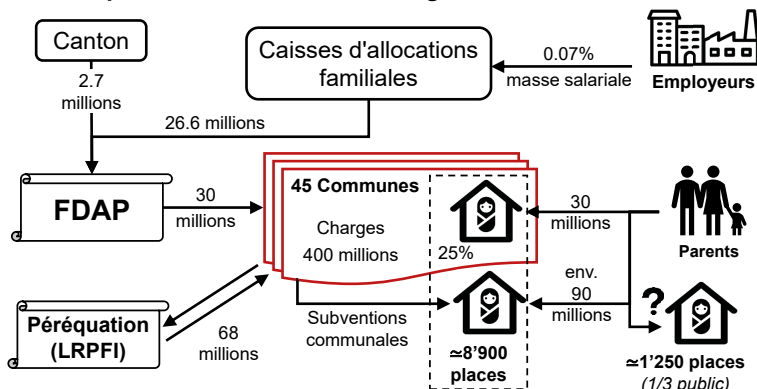 Canton
Caisses d'allocations
familiales
0.07%
masse salariale
Employeurs
2.7
millions
26.6 millions
FDAP
30
millions
45 Communes
Charges
400 millions
25%
30
millions
Parents
env.
90
millions
?
Péréquation
(LRPFI)
68
millions
Subventions
communales
≃8'900
places
≃1'250 places
(1/3 public)